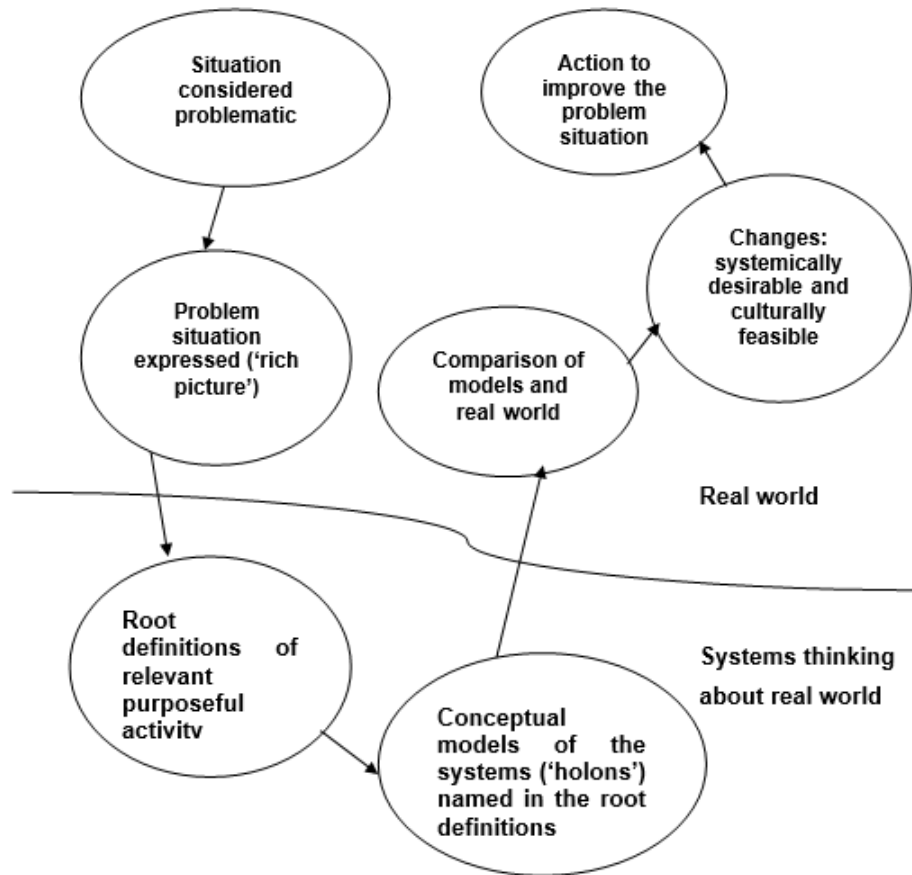 Situation
considered
problematic
Problem
situation
expressed (‘rich
picture’)
Root
definitions of
relevant
purposeful
activity
Conceptual
models of the
systems (‘holons’)
named in the root
definitions
Comparison of
models and
real world
Changes:
systemically
desirable and
culturally
feasible
Action to
improve the
problem
situation
Real world
Systems thinking
about real world